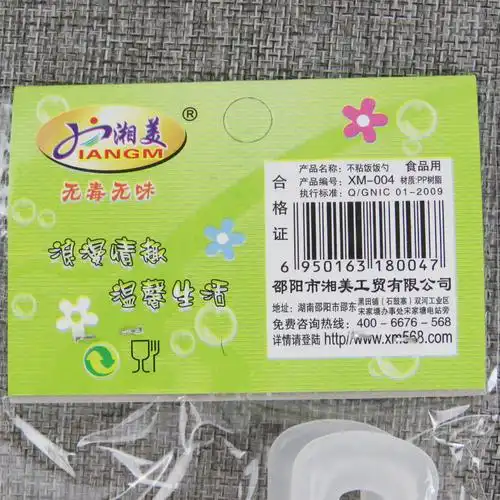 湘美
®
XIANGMEI
无毒无味
浪漫情趣
温馨生活
合格证
产品名称: 不粘饭饭勺 食品用
产品编号: XM-004 材质:PP树脂
执行标准: Q/GNIC 01-2009
6 950163 180047
邵阳市湘美工贸有限公司
地址: 湖南邵阳市邵东 黑田铺(石鼓寨)双河工业区
宋家塘办事处宋家塘电站旁
免费咨询热线: 400-6676-568
详情请登陆 http//www.xm568.com